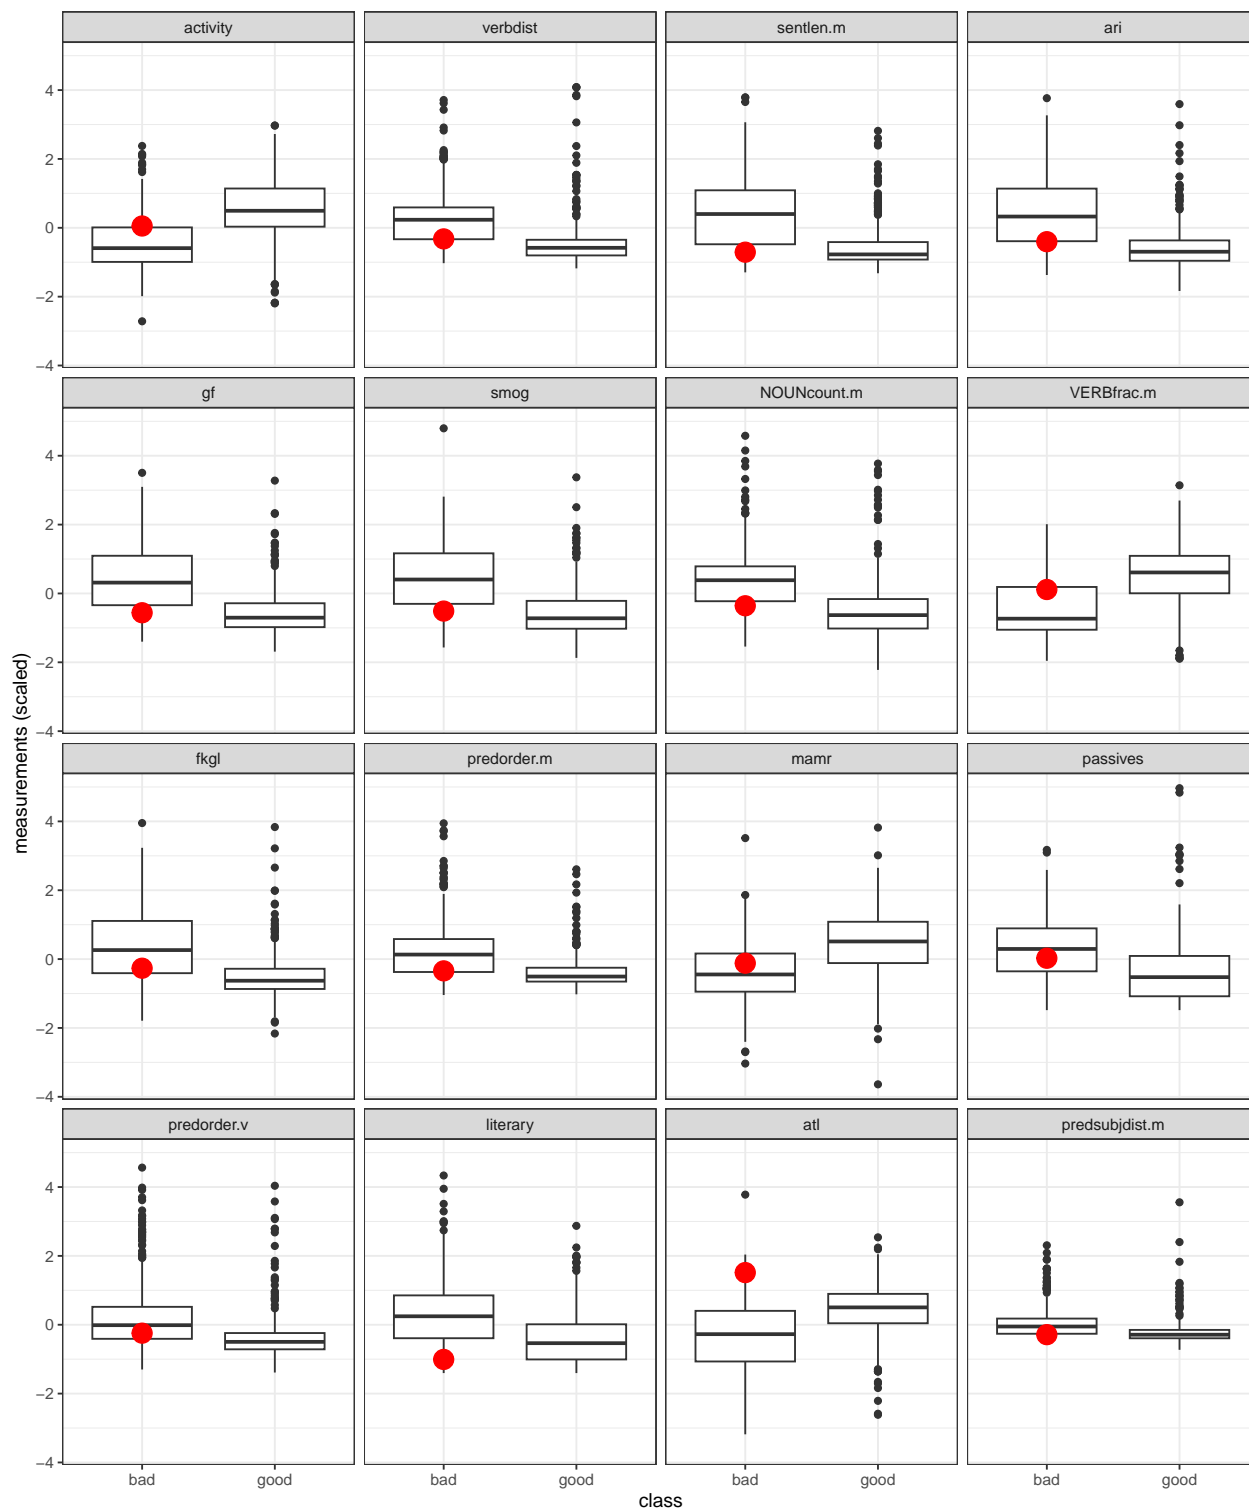 activity verbdist sentlen.m ari
4
2
0
−2
−4
gf smog NOUNcount.m VERBfrac.m
4
2
0
−2
−4
fkgl predorder.m mamr passives
4
2
0
−2
−4
predorder.v literary atl predsubjdist.m
4
2
0
−2
−4
bad good bad good bad good bad good
class
measurements (scaled)